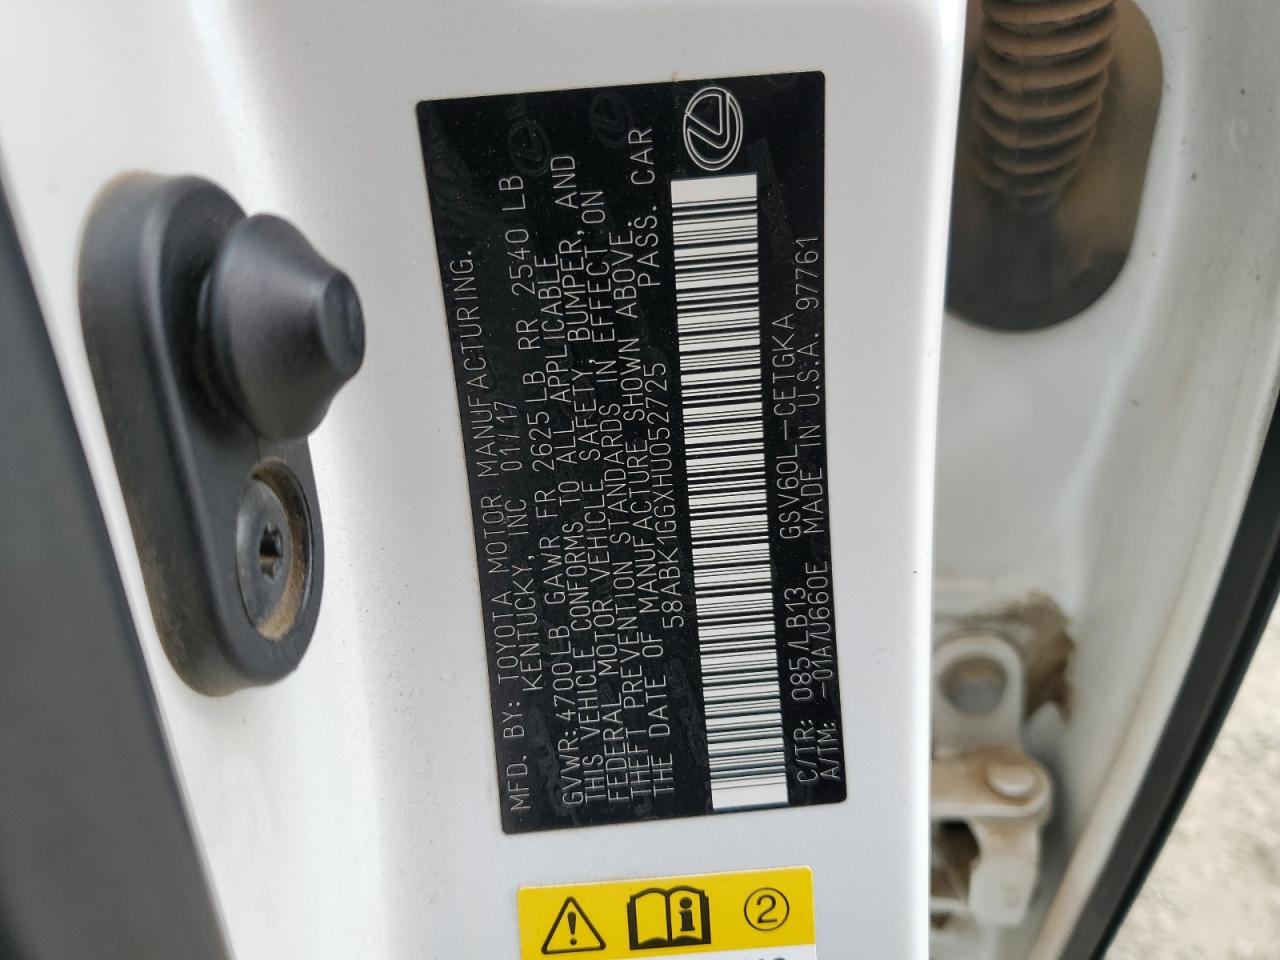 MFD. BY: TOYOTA MOTOR MANUFACTURING.
KENTUCKY INC 01/17
GVWR: 4700 LB GAWR FR 2625 LB RR 2540 LB
THIS VEHICLE CONFORMS TO ALL APPLICABLE
FEDERAL MOTOR VEHICLE SAFETY, BUMPER, AND
THEFT PREVENTION STANDARDS IN EFFECT ON
THE DATE OF MANUFACTURE SHOWN ABOVE.
58ABK1GGXHU052725 PASS. CAR
C/TR: 085/LB13 GSV60L-CETGKA
A/TM: -01A/U660E MADE IN U.S.A. 97761
2